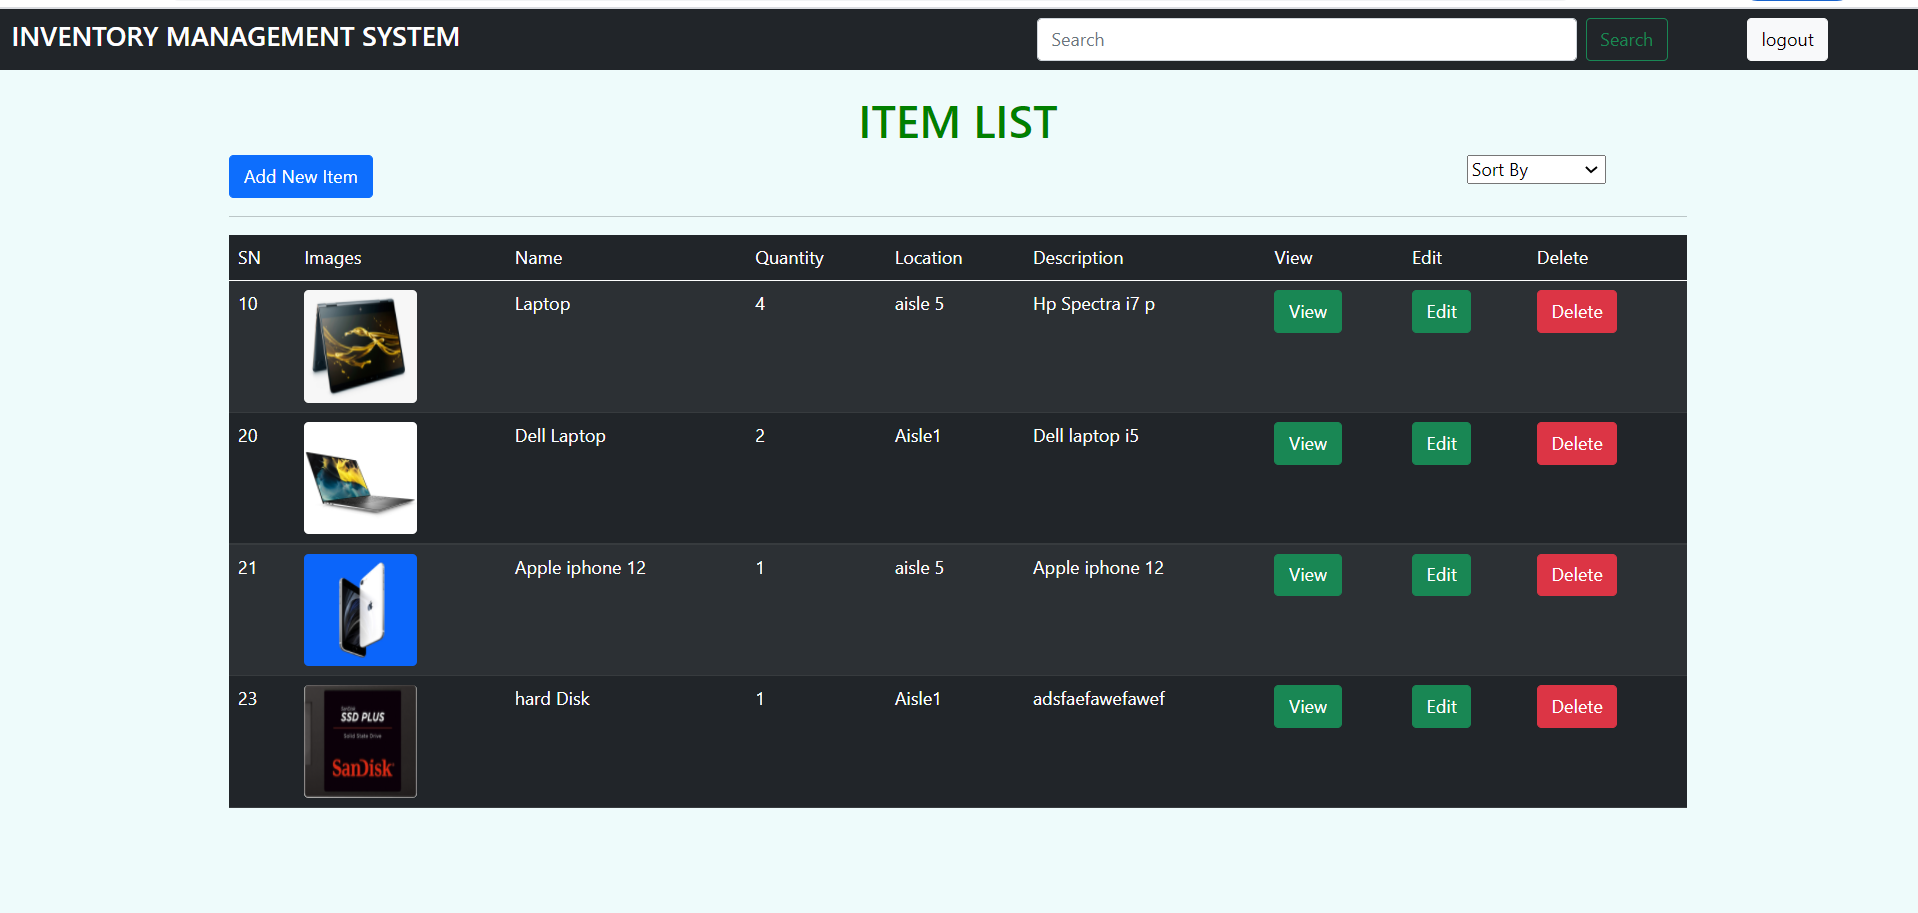 INVENTORY MANAGEMENT SYSTEM Search Search logout
ITEM LIST
Add New Item Sort By
SN Images Name Quantity Location Description View Edit Delete
10 Laptop 4 aisle 5 Hp Spectra i7 p View Edit Delete
20 Dell Laptop 2 Aisle1 Dell laptop i5 View Edit Delete
21 Apple iphone 12 1 aisle 5 Apple iphone 12 View Edit Delete
23 hard Disk 1 Aisle1 adsfaefawefawef View Edit Delete
SanDisk
SSD PLUS
Solid State Drive
SanDisk